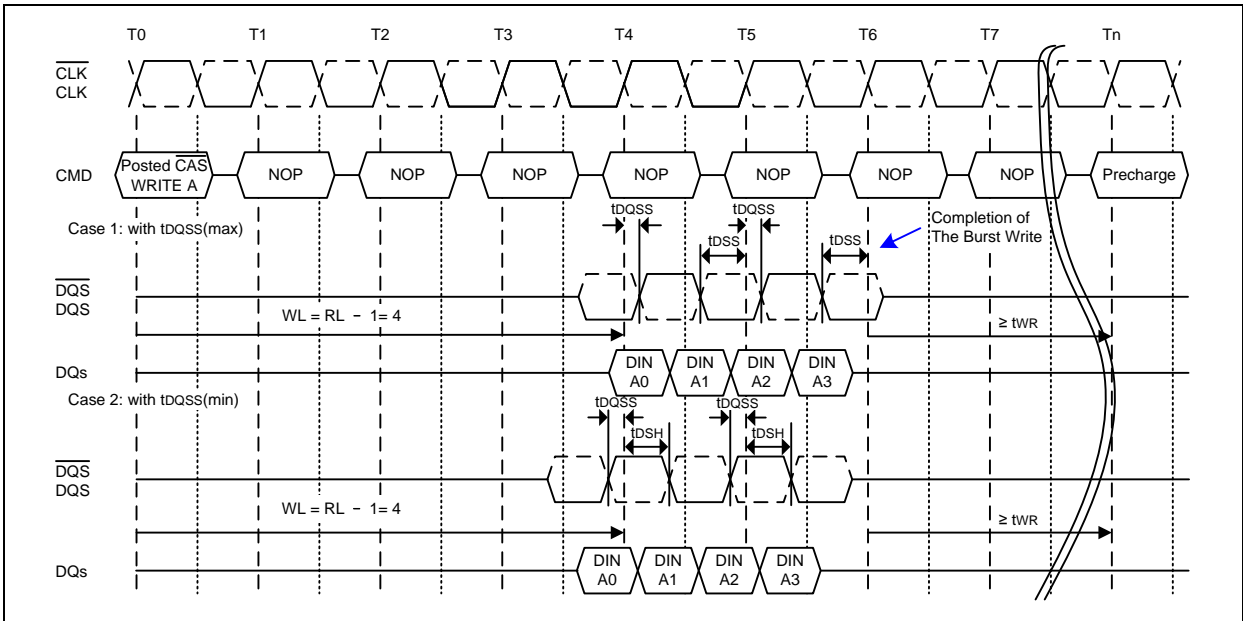 T0 T1 T2 T3 T4 T5 T6 T7 Tn
CLK
CLK
CMD
Posted CAS
WRITE A
NOP NOP NOP NOP NOP NOP NOP Precharge
Case 1: with tDQSS(max)
tDQSS tDQSS
Completion of
The Burst Write
tDSS tDSS
DQS
DQS
WL = RL − 1= 4
≥ tWR
DQs
DIN
A0
DIN
A1
DIN
A2
DIN
A3
Case 2: with tDQSS(min)
tDQSS tDQSS
tDSH tDSH
DQS
DQS
WL = RL − 1= 4
≥ tWR
DQs
DIN
A0
DIN
A1
DIN
A2
DIN
A3